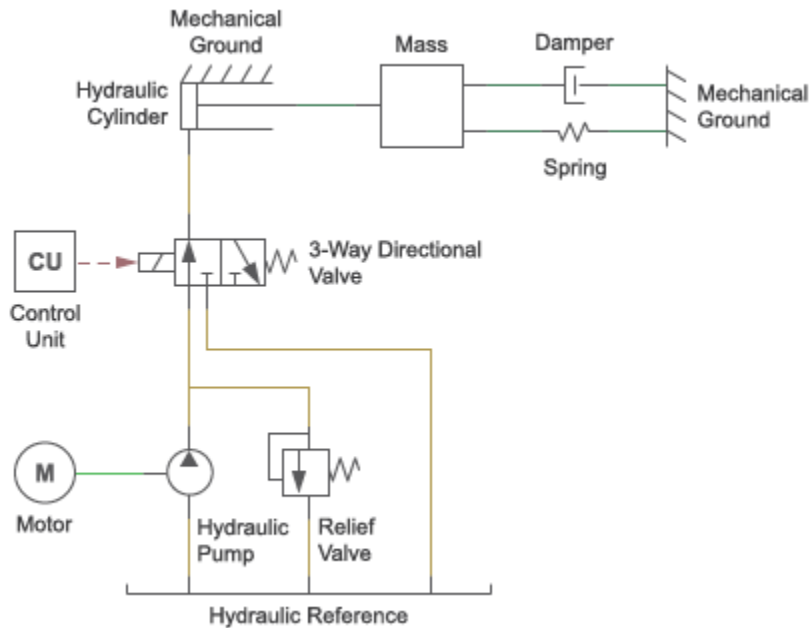 Mechanical
Ground
Mass
Damper
Hydraulic
Cylinder
Mechanical
Ground
Spring
CU
3-Way Directional
Valve
Control
Unit
M
Motor
Hydraulic
Pump
Relief
Valve
Hydraulic Reference